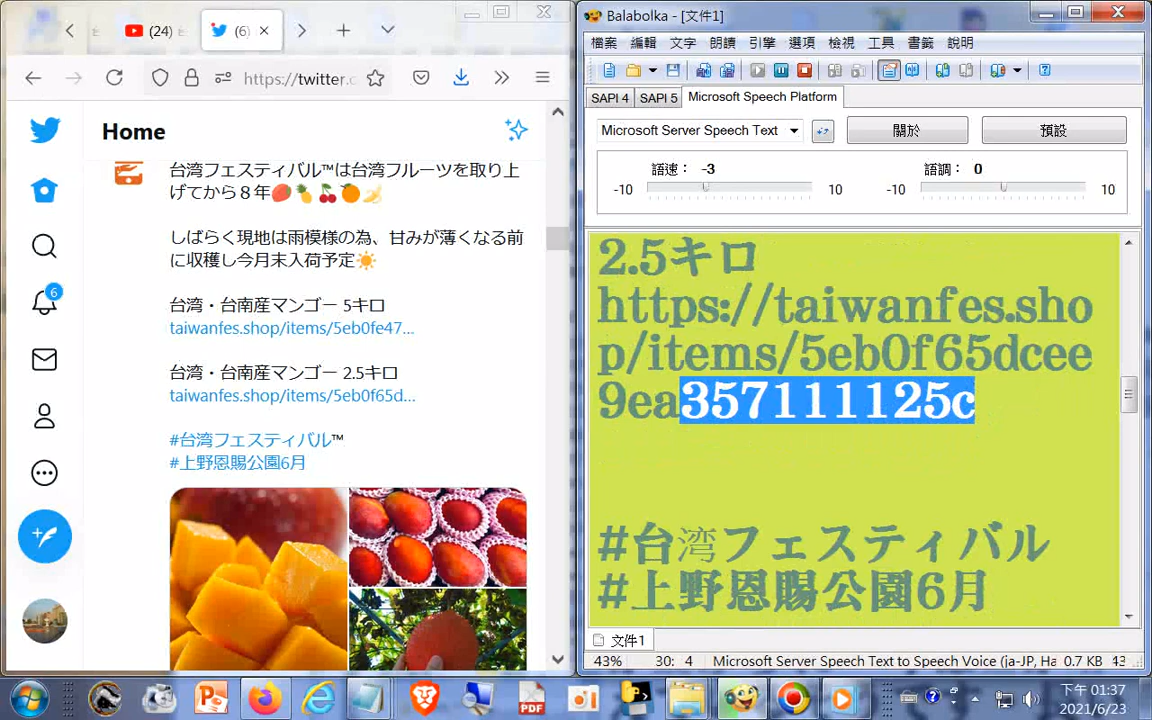 (24)
(6)
https://twitter.c
Home
台湾フェスティバル™は台湾フルーツを取り上
げてから８年🥭🍍🍒🍊🍌
しばらく現地は雨模様の為、甘みが薄くなる前
に収穫し今月末入荷予定☀
台湾・台南産マンゴー 5キロ
taiwanfes.shop/items/5eb0fe47...
台湾・台南産マンゴー 2.5キロ
taiwanfes.shop/items/5eb0f65d...
#台湾フェスティバル™
#上野恩賜公園6月
6
Balabolka - [文件1]
檔案 編輯 文字 朗讀 引擎 選項 檢視 工具 書籤 說明
SAPI 4 SAPI 5 Microsoft Speech Platform
Microsoft Server Speech Text 關於 預設
語速： -3 語調： 0
-10 10 -10 10
2.5キロ
https://taiwanfes.sho
p/items/5eb0f65dcee
9ea357111125c
#台湾フェスティバル
#上野恩賜公園6月
文件1
43% 30: 4 Microsoft Server Speech Text to Speech Voice (ja-JP, Ha 0.7 KB 43
PDF
下午 01:37
2021/6/23